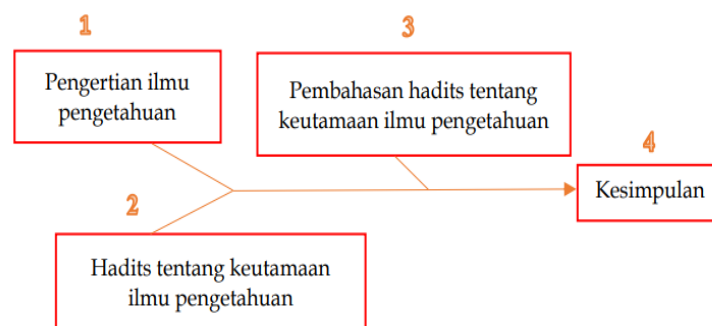 1
Pengertian ilmu
pengetahuan
2
Hadits tentang keutamaan
ilmu pengetahuan
3
Pembahasan hadits tentang
keutamaan ilmu pengetahuan
4
Kesimpulan